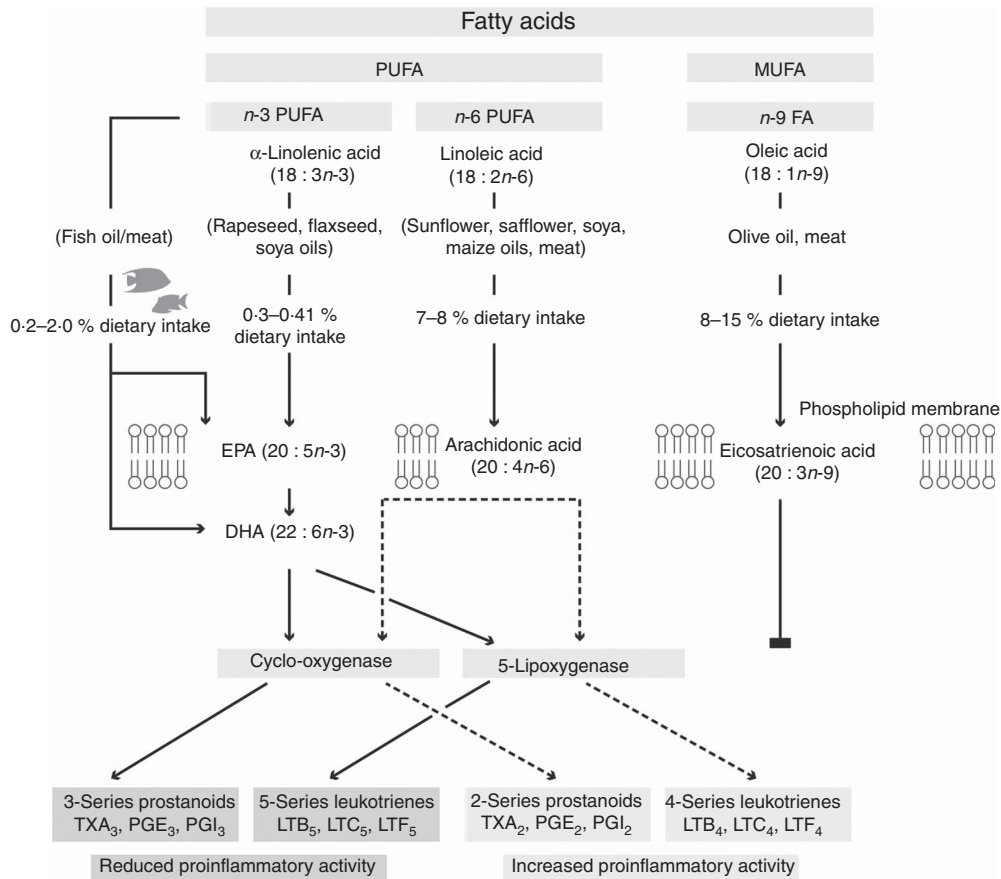 Fatty acids
PUFA
MUFA
n-3 PUFA
n-6 PUFA
n-9 FA
α-Linolenic acid
(18 : 3n-3)
Linoleic acid
(18 : 2n-6)
Oleic acid
(18 : 1n-9)
(Fish oil/meat)
(Rapeseed, flaxseed,
soya oils)
(Sunflower, safflower, soya,
maize oils, meat)
Olive oil, meat
0·2–2·0 % dietary intake
0·3–0·41 %
dietary intake
7–8 % dietary intake
8–15 % dietary intake
Phospholipid membrane
EPA (20 : 5n-3)
Arachidonic acid
(20 : 4n-6)
Eicosatrienoic acid
(20 : 3n-9)
DHA (22 : 6n-3)
Cyclo-oxygenase
5-Lipoxygenase
3-Series prostanoids
TXA₃, PGE₃, PGI₃
5-Series leukotrienes
LTB₅, LTC₅, LTF₅
2-Series prostanoids
TXA₂, PGE₂, PGI₂
4-Series leukotrienes
LTB₄, LTC₄, LTF₄
Reduced proinflammatory activity
Increased proinflammatory activity